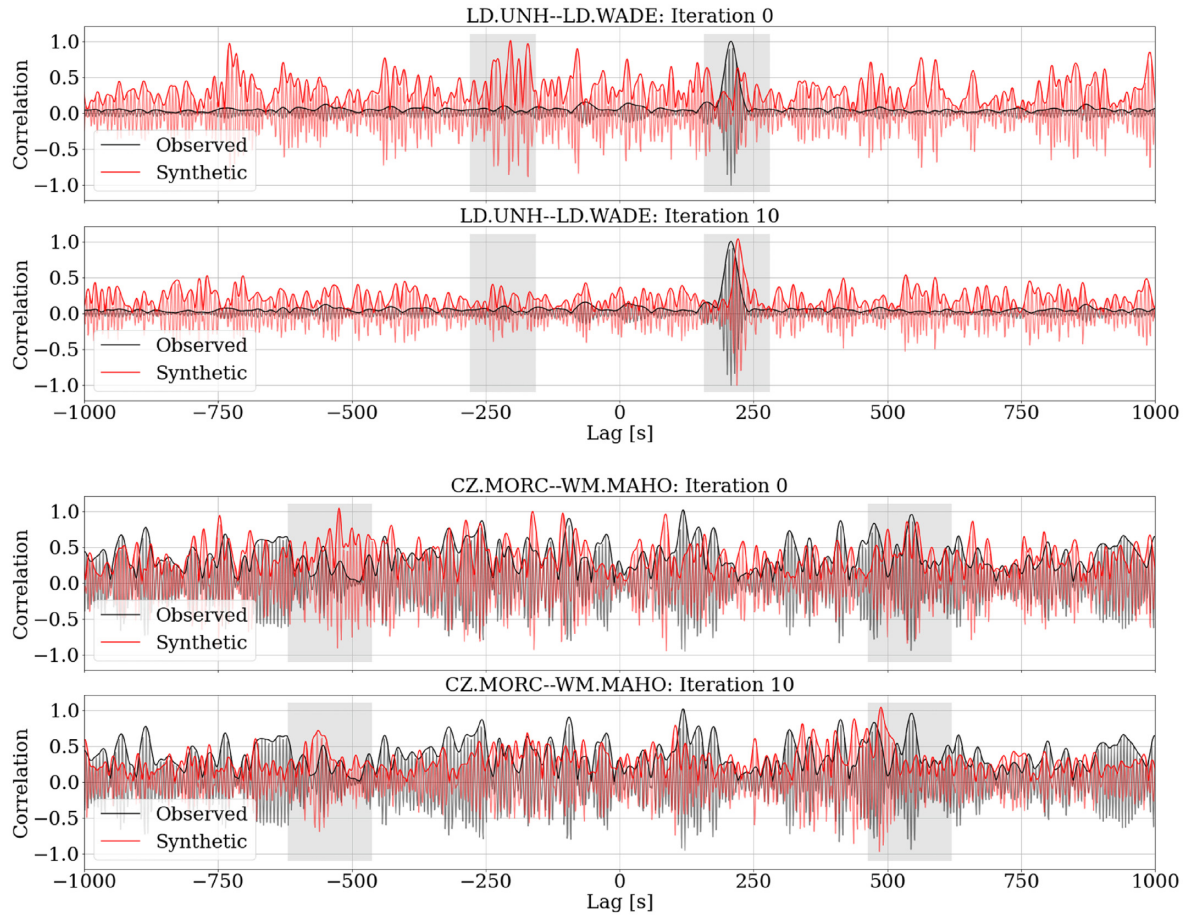 LD.UNH--LD.WADE: Iteration 0
Correlation
1.0
0.5
0.0
−0.5
−1.0
Observed
Synthetic
LD.UNH--LD.WADE: Iteration 10
Correlation
1.0
0.5
0.0
−0.5
−1.0
Observed
Synthetic
−1000 −750 −500 −250 0 250 500 750 1000
Lag [s]
CZ.MORC--WM.MAHO: Iteration 0
Correlation
1.0
0.5
0.0
−0.5
−1.0
Observed
Synthetic
CZ.MORC--WM.MAHO: Iteration 10
Correlation
1.0
0.5
0.0
−0.5
−1.0
Observed
Synthetic
−1000 −750 −500 −250 0 250 500 750 1000
Lag [s]